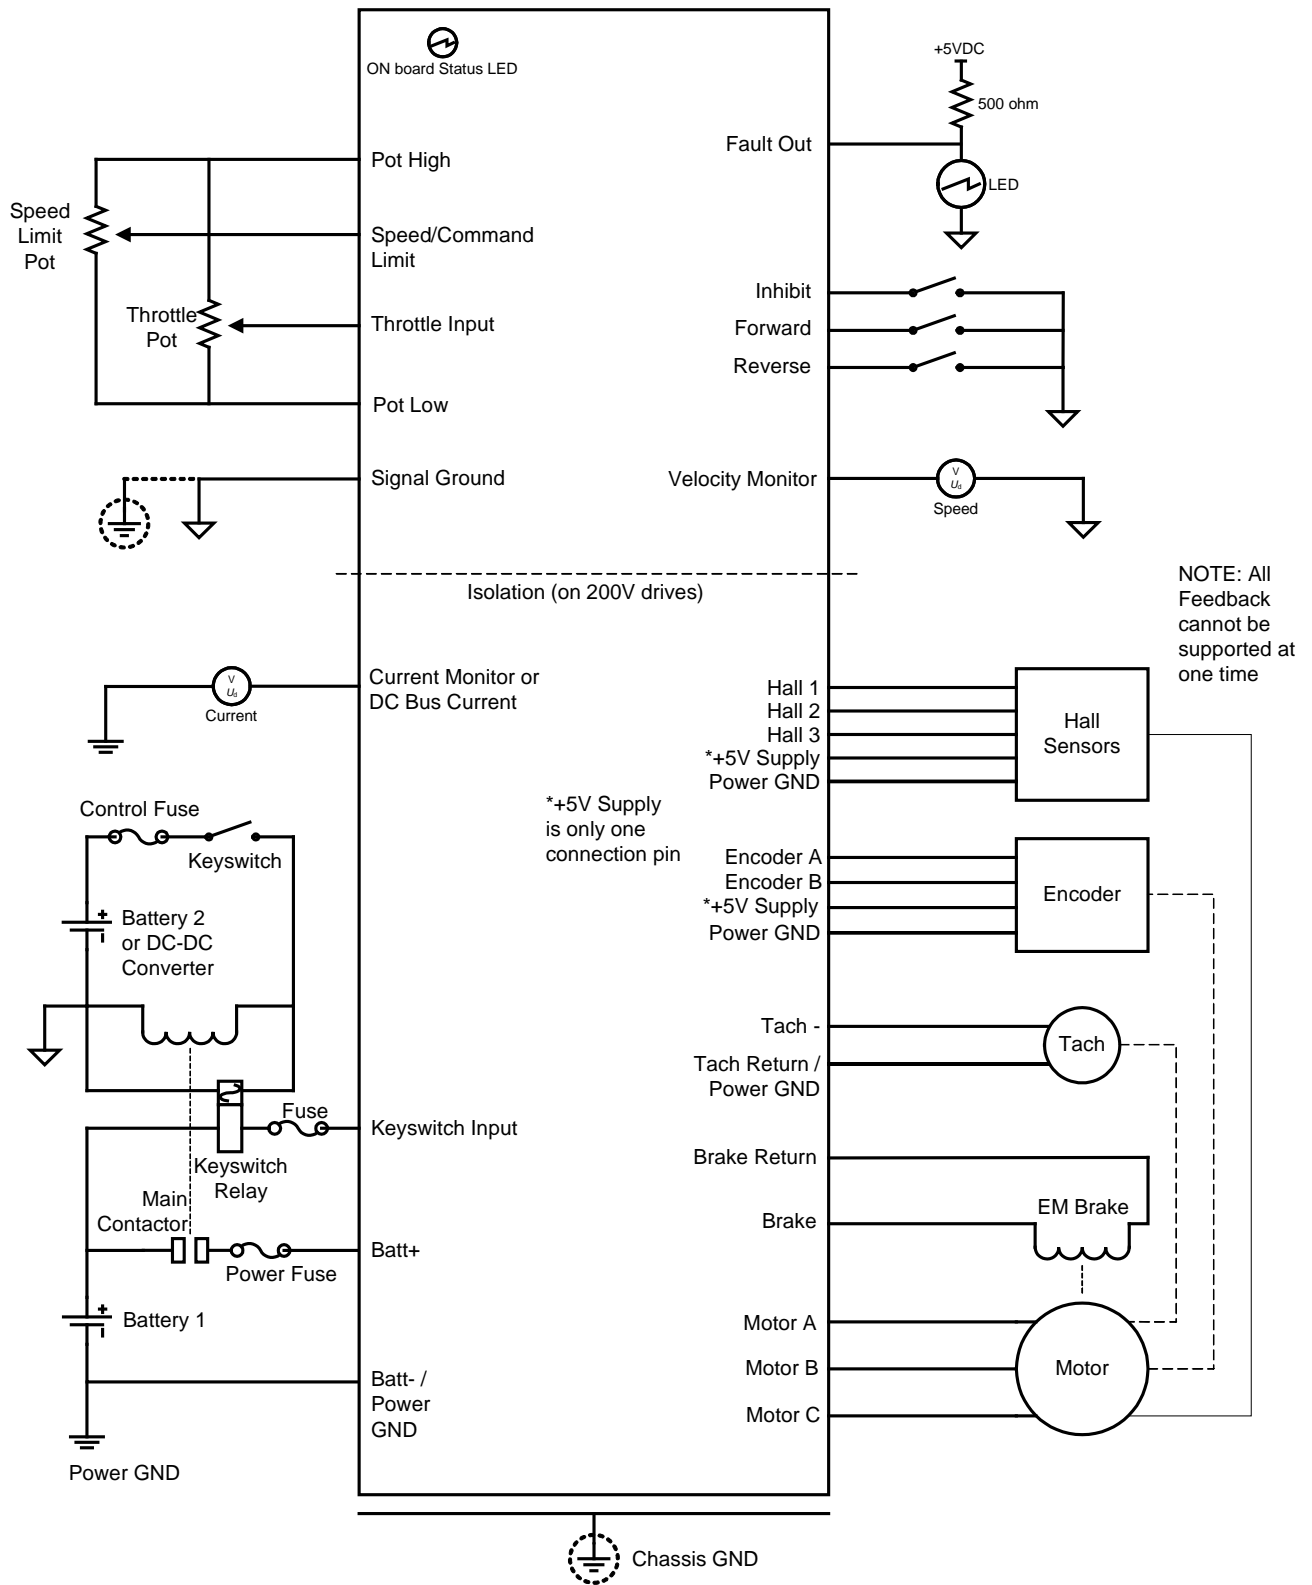 ON board Status LED
+5VDC
500 ohm
Fault Out
LED
Pot High
Speed
Limit
Pot
Speed/Command
Limit
Throttle
Pot
Throttle Input
Pot Low
Inhibit
Forward
Reverse
Signal Ground
Velocity Monitor
V
Ud
Speed
Isolation (on 200V drives)
NOTE: All
Feedback
cannot be
supported at
one time
Current Monitor or
DC Bus Current
V
Ud
Current
Hall 1
Hall 2
Hall 3
*+5V Supply
Power GND
Hall
Sensors
*+5V Supply
is only one
connection pin
Control Fuse
Keyswitch
Encoder A
Encoder B
*+5V Supply
Power GND
Encoder
+
Battery 2
or DC-DC
Converter
Tach -
Tach Return /
Power GND
Tach
Fuse
Keyswitch Input
Keyswitch
Relay
Brake Return
Brake
EM Brake
Main
Contactor
Batt+
Power Fuse
+
Battery 1
Motor A
Motor B
Motor C
Motor
Batt- /
Power
GND
Power GND
Chassis GND